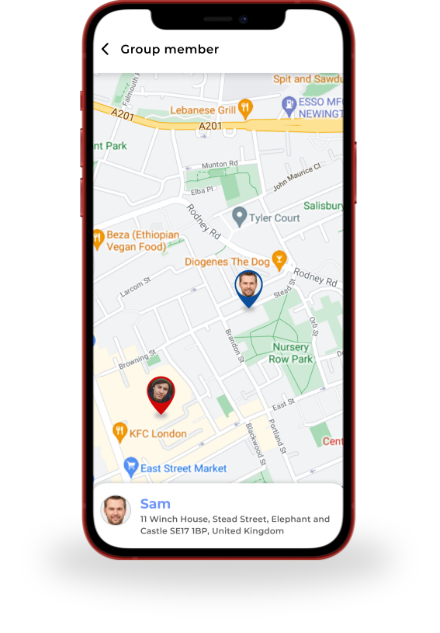 Group member
Spit and Sawdu
Falmouth
Lebanese Grill
ESSO MF
NEWINGT
A201
A201
nt Park
Munton Rd
John Maurice Cl
Elba Pl
Salisbury
Rodney Rd
Tyler Court
Beza (Ethiopian
Vegan Food)
Diogenes The Dog
Rodney Rd
Larcom St
Stead St
Orb St
Brandon St
Nursery
Row Park
Browning St
East St
KFC London
Blackwood St
Portland St
Cent
East Street Market
Sam
11 Winch House, Stead Street, Elephant and
Castle SE17 1BP, United Kingdom